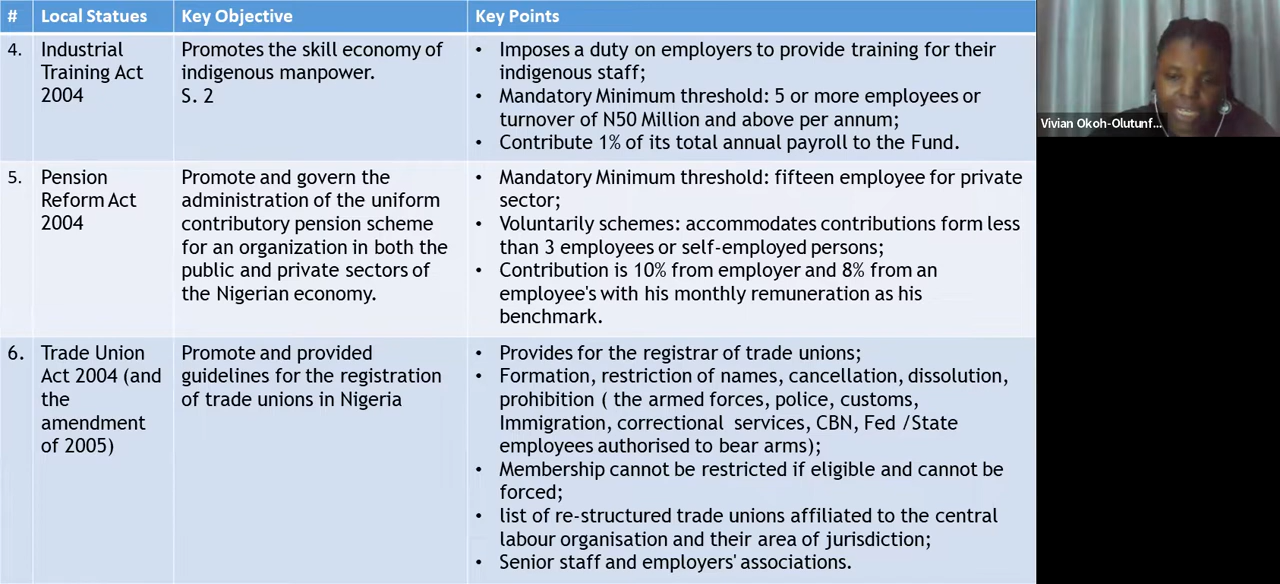 # Local Statues Key Objective Key Points
4. Industrial
Training Act
2004
Promotes the skill economy of
indigenous manpower.
S. 2
• Imposes a duty on employers to provide training for their
indigenous staff;
• Mandatory Minimum threshold: 5 or more employees or
turnover of N50 Million and above per annum;
• Contribute 1% of its total annual payroll to the Fund.
5. Pension
Reform Act
2004
Promote and govern the
administration of the uniform
contributory pension scheme
for an organization in both the
public and private sectors of
the Nigerian economy.
• Mandatory Minimum threshold: fifteen employee for private
sector;
• Voluntarily schemes: accommodates contributions form less
than 3 employees or self-employed persons;
• Contribution is 10% from employer and 8% from an
employee's with his monthly remuneration as his
benchmark.
6. Trade Union
Act 2004 (and
the
amendment
of 2005)
Promote and provided
guidelines for the registration
of trade unions in Nigeria
• Provides for the registrar of trade unions;
• Formation, restriction of names, cancellation, dissolution,
prohibition ( the armed forces, police, customs,
Immigration, correctional services, CBN, Fed /State
employees authorised to bear arms);
• Membership cannot be restricted if eligible and cannot be
forced;
• list of re-structured trade unions affiliated to the central
labour organisation and their area of jurisdiction;
• Senior staff and employers' associations.
Vivian Okoh-Olutunf...